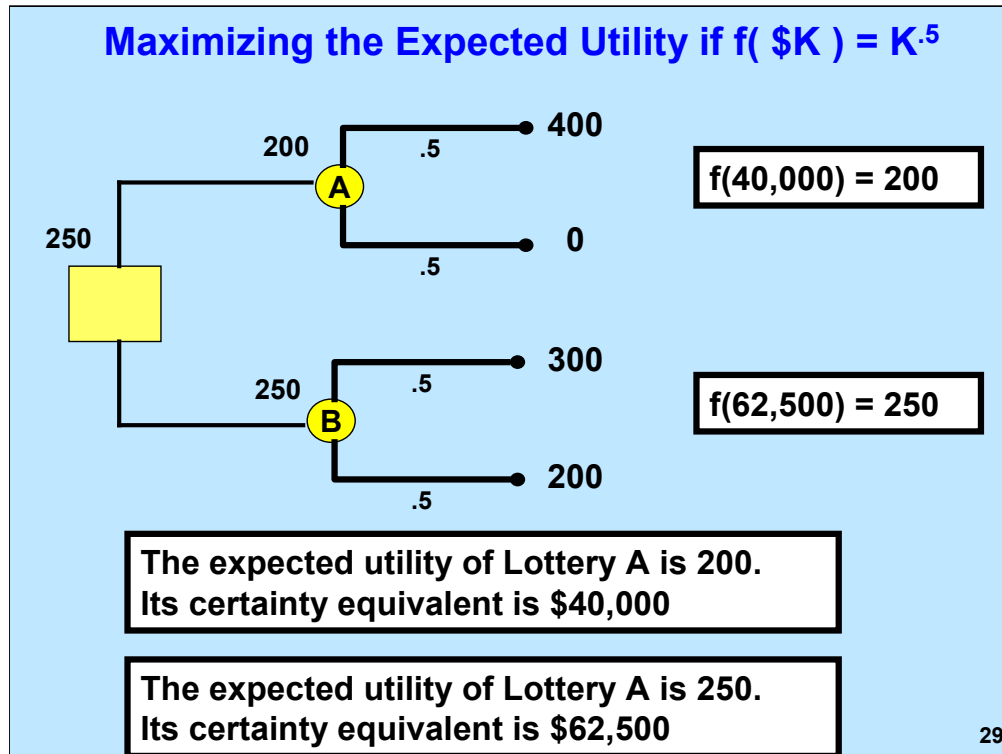 Maximizing the Expected Utility if f( $K ) = K.5
400
200
.5
A
f(40,000) = 200
250
0
.5
300
250
.5
f(62,500) = 250
B
200
.5
The expected utility of Lottery A is 200.
Its certainty equivalent is $40,000
The expected utility of Lottery A is 250.
Its certainty equivalent is $62,500
29